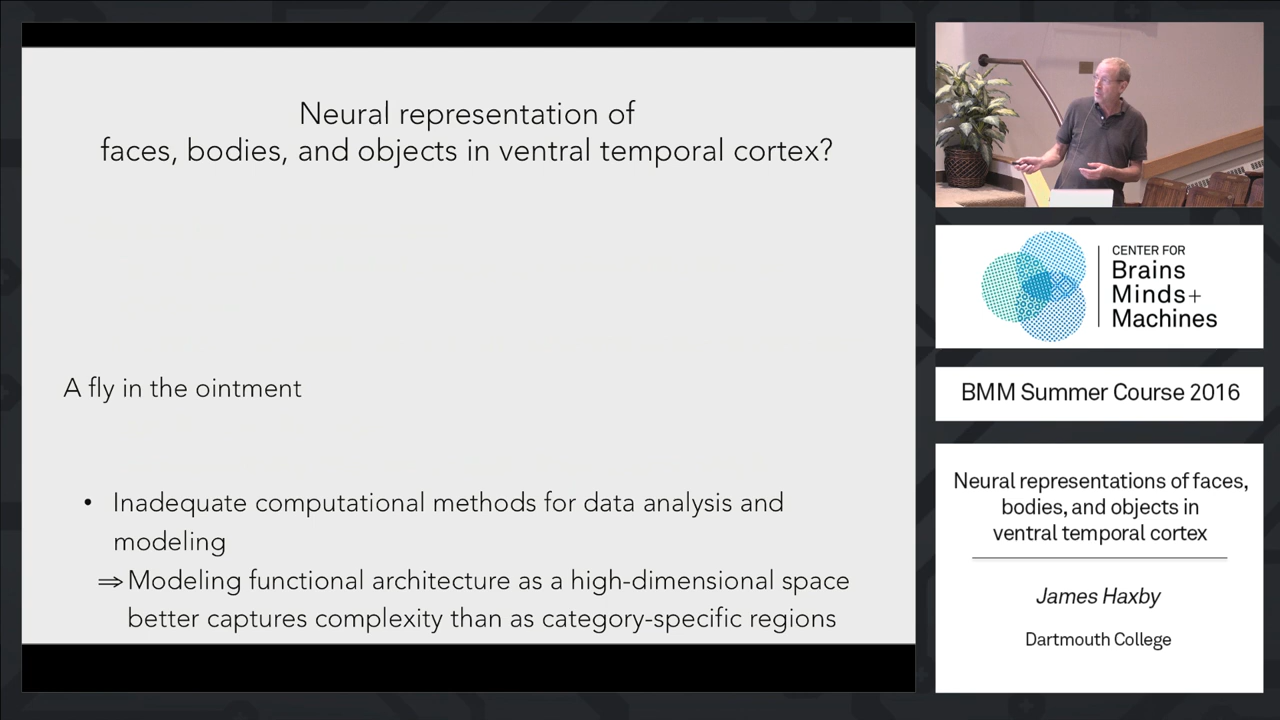 Neural representation of
faces, bodies, and objects in ventral temporal cortex?
A fly in the ointment
• Inadequate computational methods for data analysis and
modeling
⇒ Modeling functional architecture as a high-dimensional space
better captures complexity than as category-specific regions
CENTER FOR
Brains
Minds+
Machines
BMM Summer Course 2016
Neural representations of faces,
bodies, and objects in
ventral temporal cortex
James Haxby
Dartmouth College